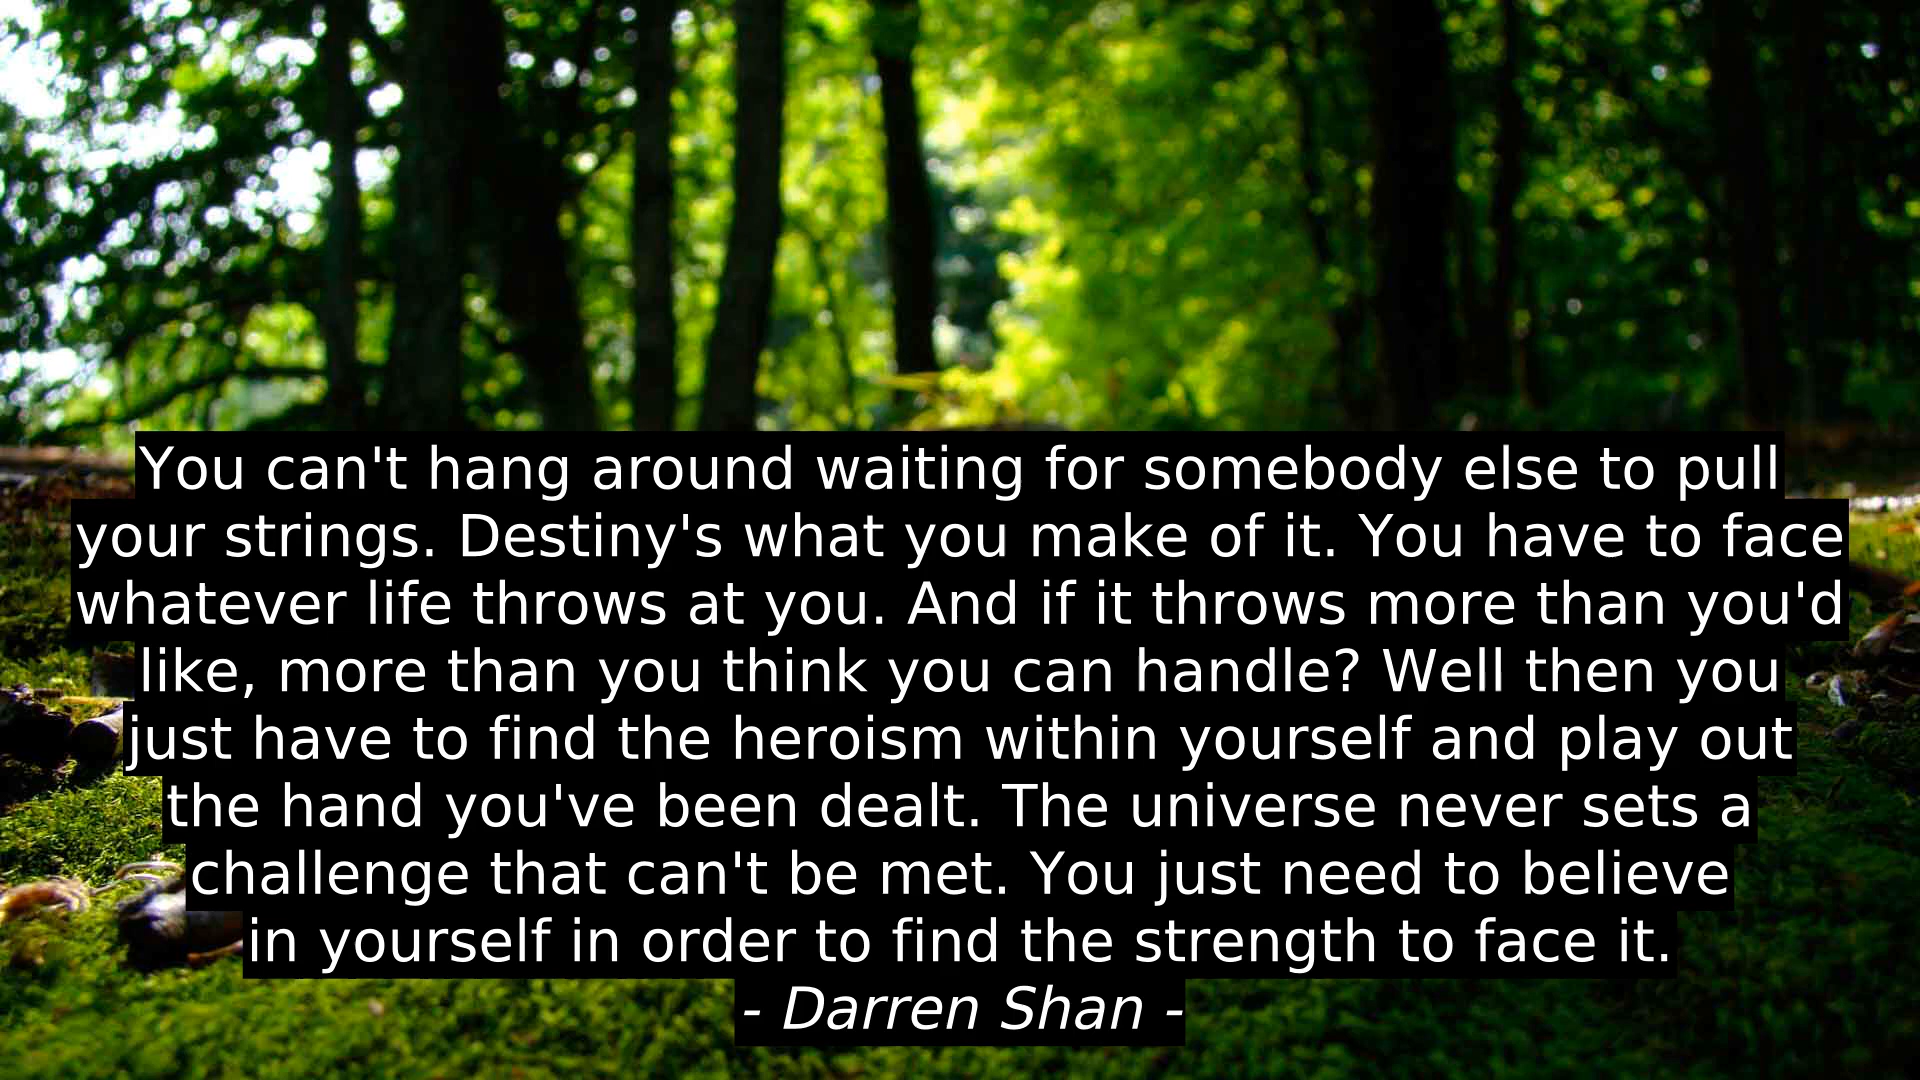 You can't hang around waiting for somebody else to pull
your strings. Destiny's what you make of it. You have to face
whatever life throws at you. And if it throws more than you'd
like, more than you think you can handle? Well then you
just have to find the heroism within yourself and play out
the hand you've been dealt. The universe never sets a
challenge that can't be met. You just need to believe
in yourself in order to find the strength to face it.
- Darren Shan -